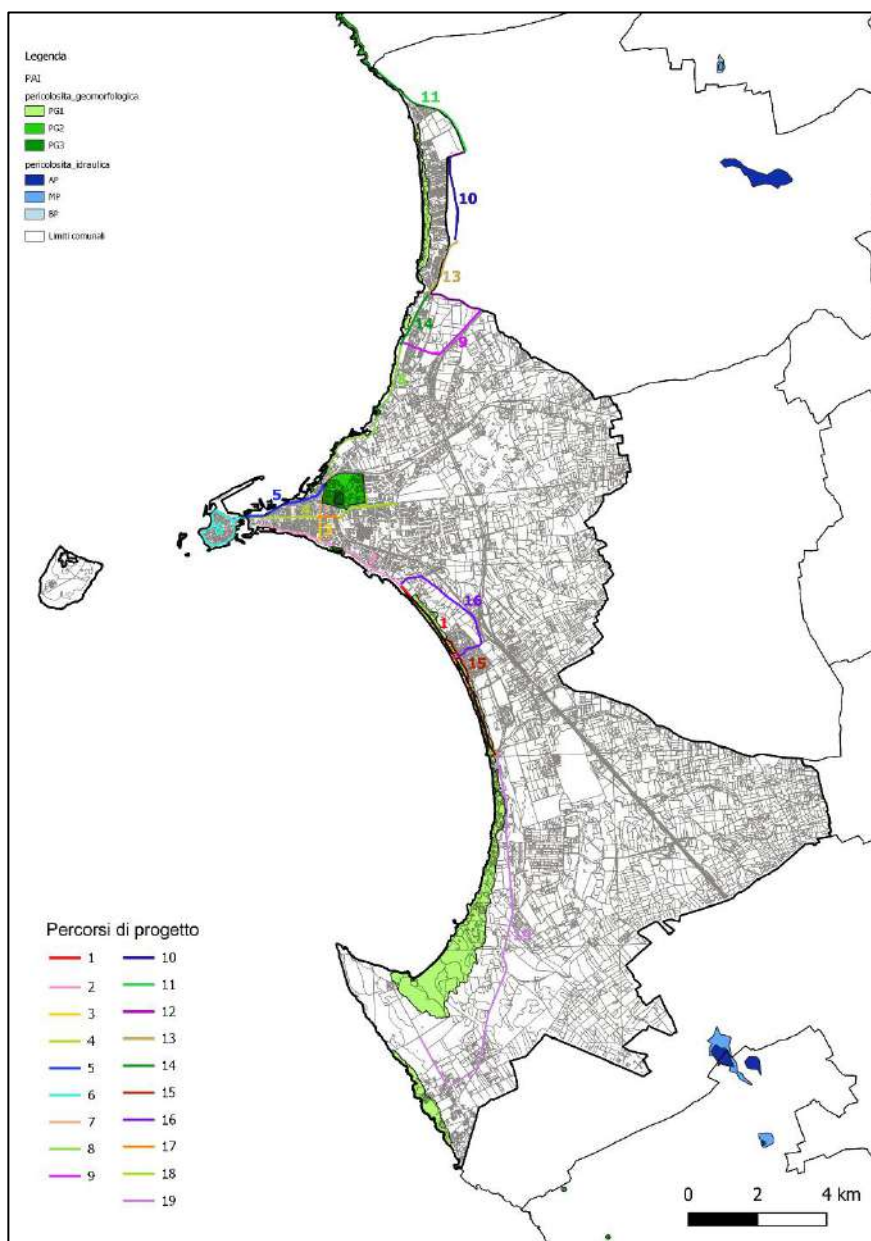 Legenda
PAI
pericolosita_geomorfologica
PG1
PG2
PG3
pericolosita_idraulica
AP
MP
BP
Limiti comunali
11
10
13
14
9
5
16
1
15
19
Percorsi di progetto
1
2
3
4
5
6
7
8
9
10
11
12
13
14
15
16
17
18
19
0 2 4 km